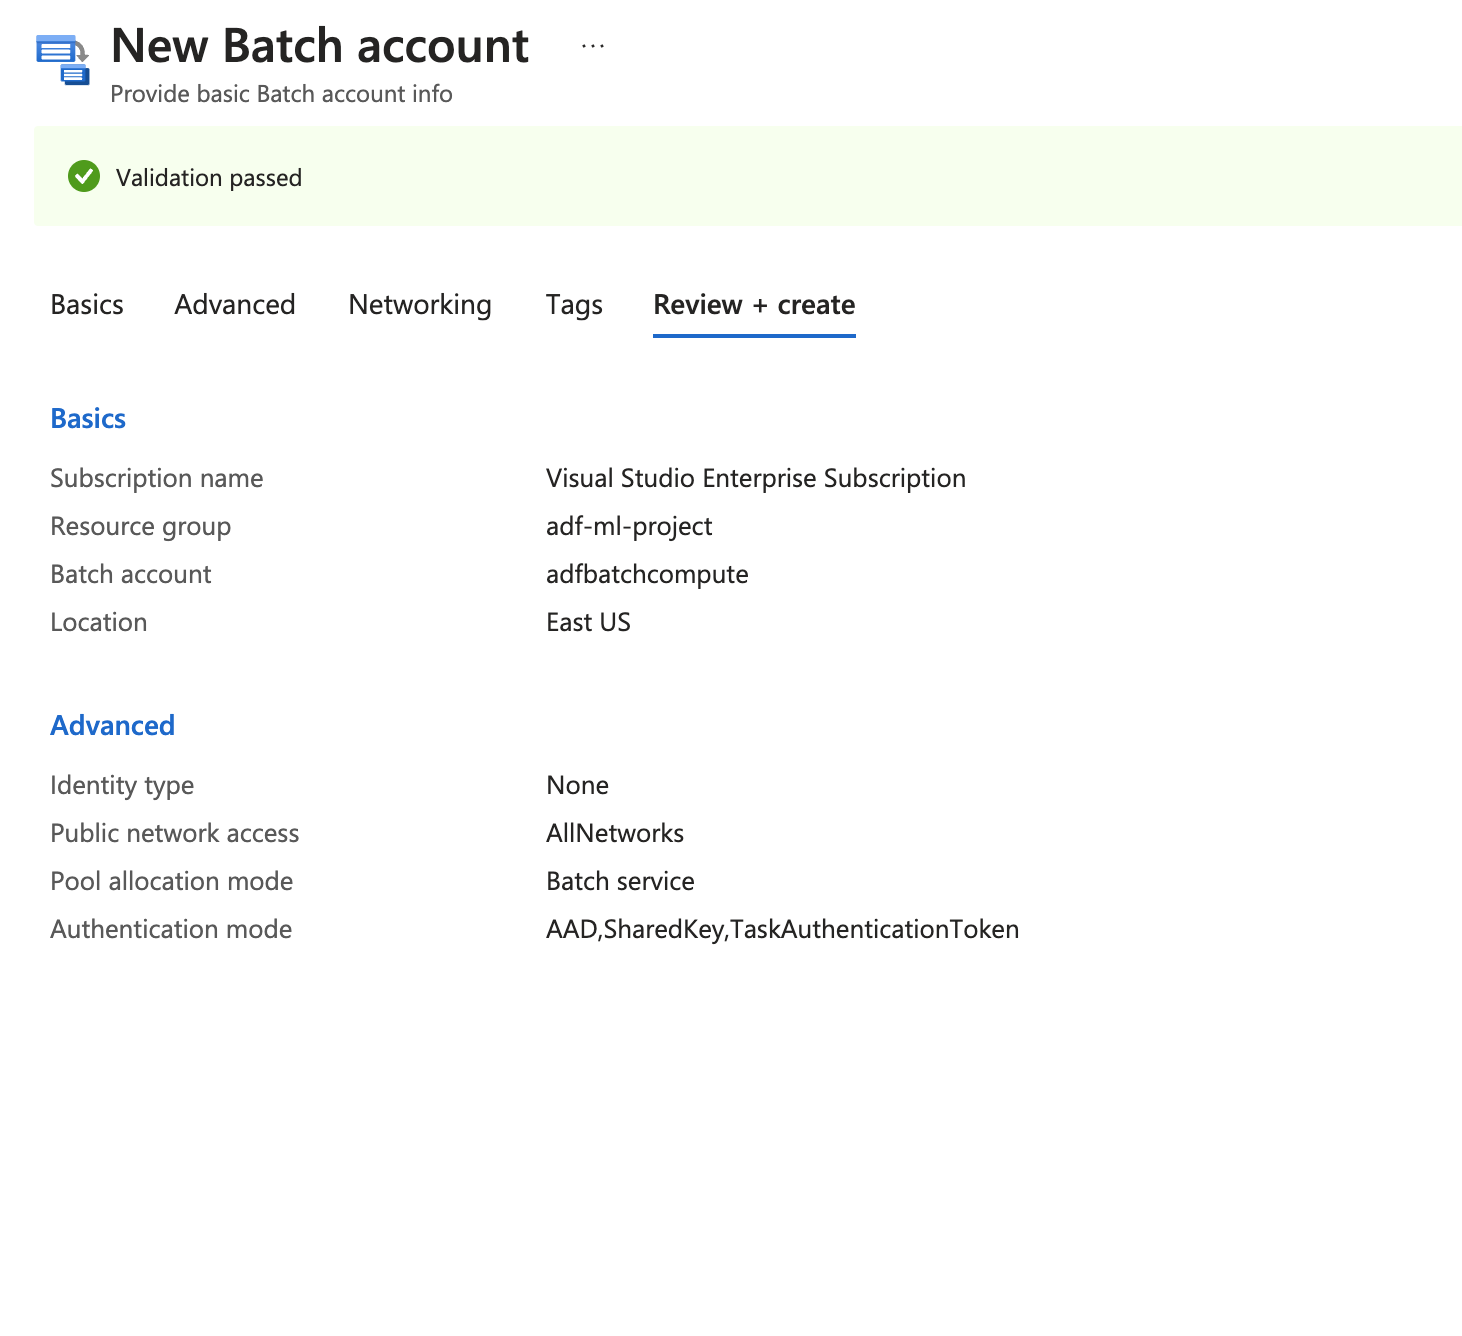 New Batch account ...
Provide basic Batch account info
Validation passed
Basics Advanced Networking Tags Review + create
Basics
Subscription name Visual Studio Enterprise Subscription
Resource group adf-ml-project
Batch account adfbatchcompute
Location East US
Advanced
Identity type None
Public network access AllNetworks
Pool allocation mode Batch service
Authentication mode AAD,SharedKey,TaskAuthenticationToken